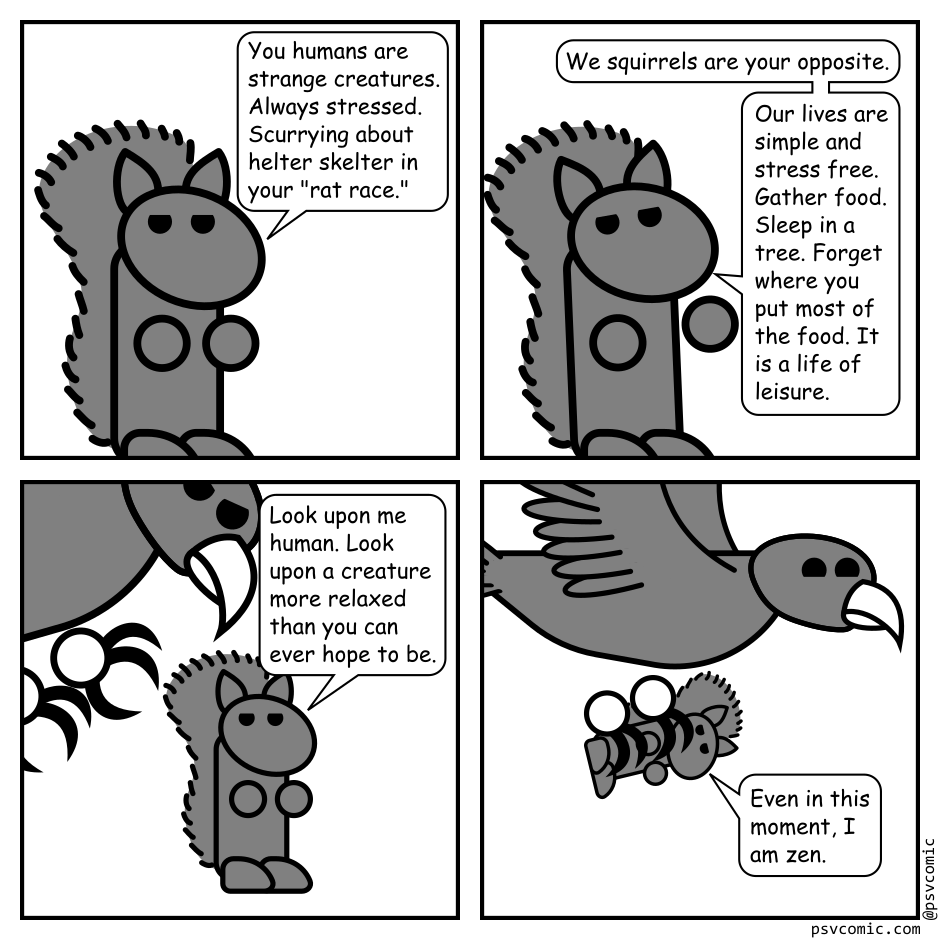 You humans are
strange creatures.
Always stressed.
Scurrying about
helter skelter in
your "rat race."
We squirrels are your opposite.
Our lives are
simple and
stress free.
Gather food.
Sleep in a
tree. Forget
where you
put most of
the food. It
is a life of
leisure.
Look upon me
human. Look
upon a creature
more relaxed
than you can
ever hope to be.
Even in this
moment, I
am zen.
@psvcomic
psvcomic.com